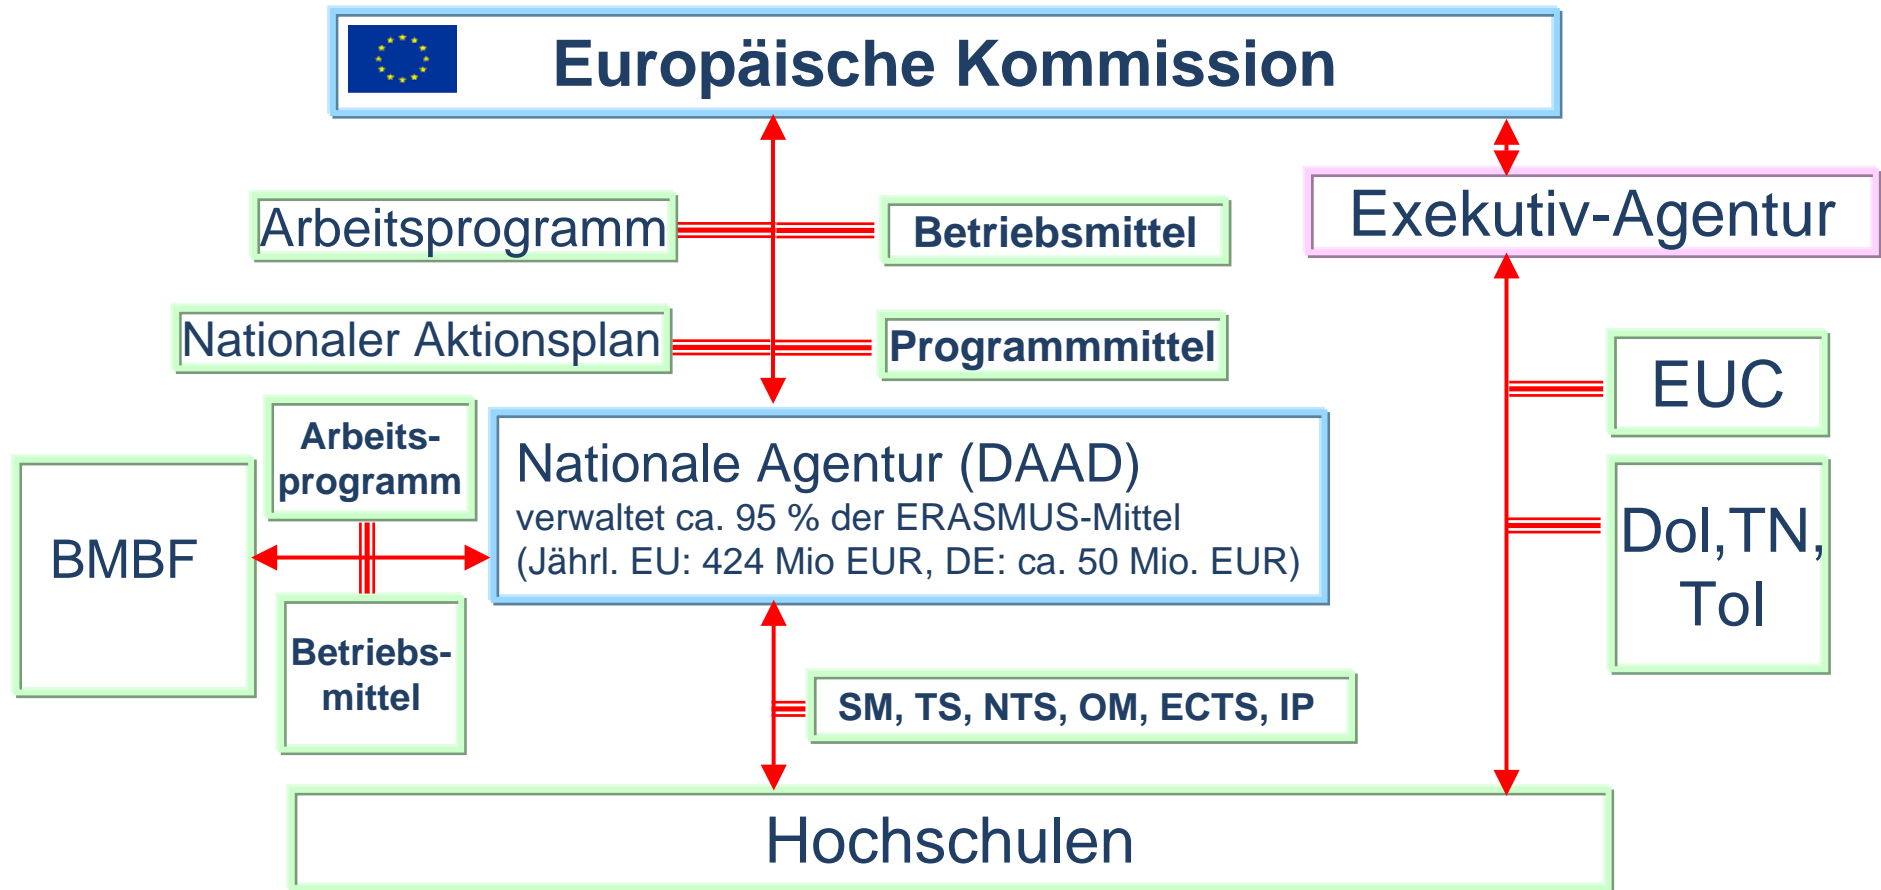 Europäische Kommission
Exekutiv-Agentur
Arbeitsprogramm
Betriebsmittel
Nationaler Aktionsplan
Programmmittel
EUC
Arbeits-
programm
Nationale Agentur (DAAD)
verwaltet ca. 95 % der ERASMUS-Mittel
(Jährl. EU: 424 Mio EUR, DE: ca. 50 Mio. EUR)
BMBF
DoI,TN,
ToI
Betriebs-
mittel
SM, TS, NTS, OM, ECTS, IP
Hochschulen